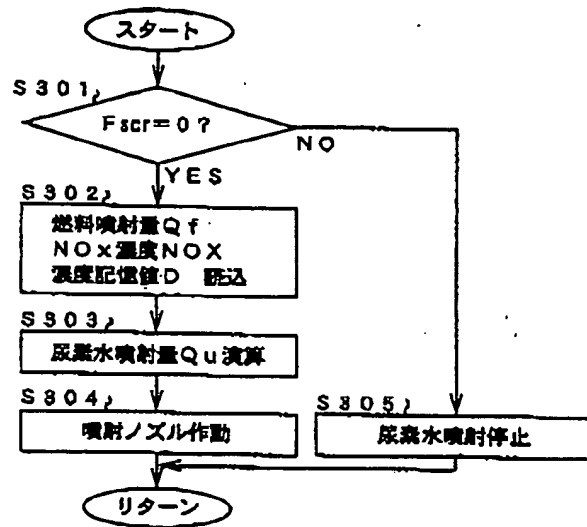 スタート
S301
Fscr=0?
NO
YES
S302
燃料噴射量Qf
NOx濃度NOX
濃度記憶値D 読込
S303
尿素水噴射量Qu演算
S304
噴射ノズル作動
S305
尿素水噴射停止
リターン